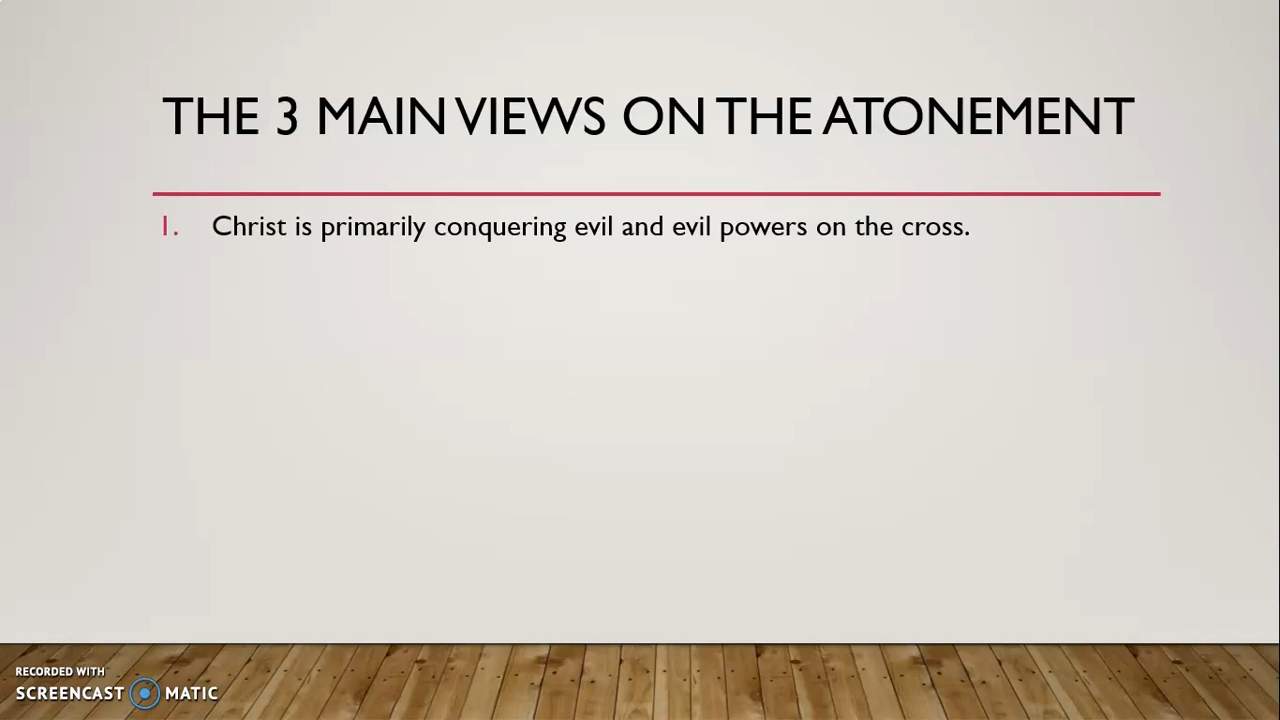 THE 3 MAIN VIEWS ON THE ATONEMENT
1. Christ is primarily conquering evil and evil powers on the cross.
RECORDED WITH
SCREENCAST MATIC